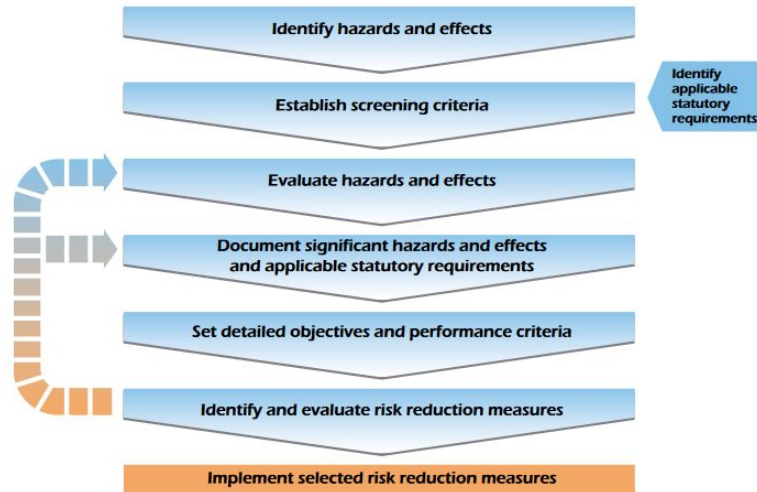 Identify hazards and effects
Identify
applicable
statutory
requirements
Establish screening criteria
Evaluate hazards and effects
Document significant hazards and effects
and applicable statutory requirements
Set detailed objectives and performance criteria
Identify and evaluate risk reduction measures
Implement selected risk reduction measures